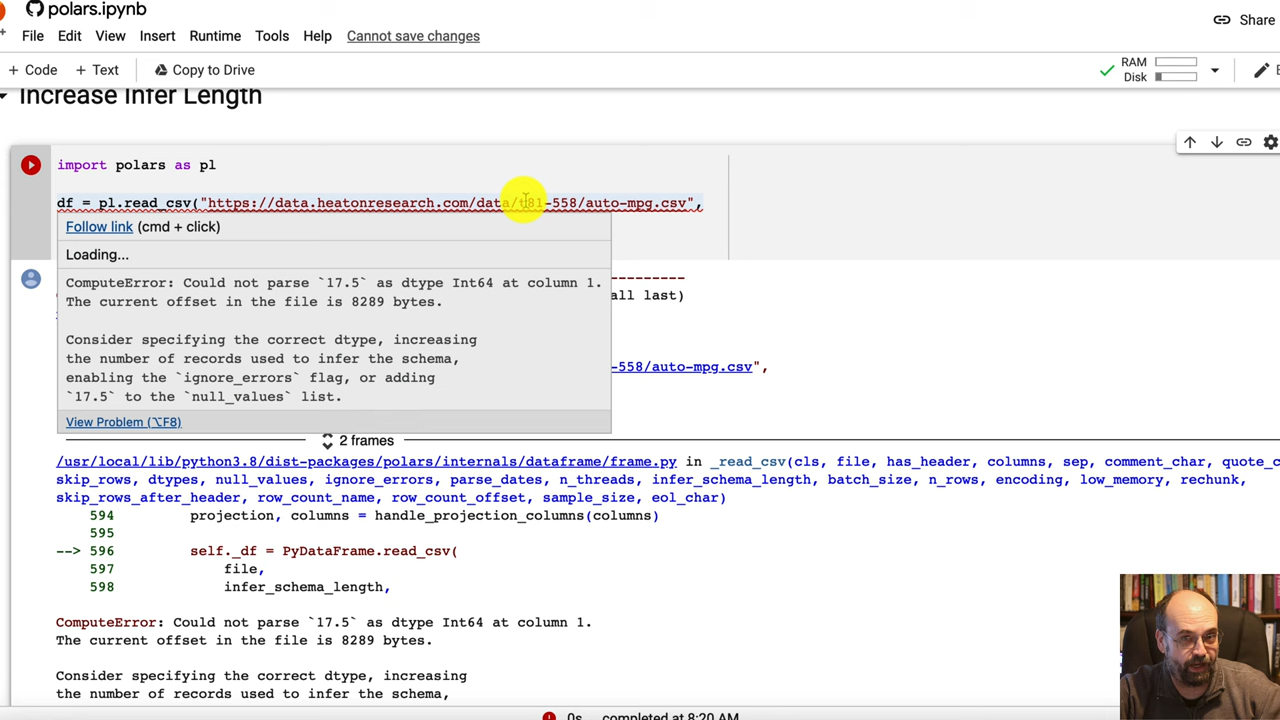 polars.ipynb
Share
File Edit View Insert Runtime Tools Help Cannot save changes
+ Code + Text Copy to Drive
RAM
Disk
Increase Infer Length
import polars as pl
df = pl.read_csv("https://data.heatonresearch.com/data/t81-558/auto-mpg.csv",
Follow link (cmd + click)
Loading...
ComputeError: Could not parse `17.5` as dtype Int64 at column 1.
The current offset in the file is 8289 bytes.
Consider specifying the correct dtype, increasing
the number of records used to infer the schema,
enabling the `ignore_errors` flag, or adding
`17.5` to the `null_values` list.
View Problem (⌥F8)
---------
all last)
-558/auto-mpg.csv",
2 frames
/usr/local/lib/python3.8/dist-packages/polars/internals/dataframe/frame.py in _read_csv(cls, file, has_header, columns, sep, comment_char, quote_c
skip_rows, dtypes, null_values, ignore_errors, parse_dates, n_threads, infer_schema_length, batch_size, n_rows, encoding, low_memory, rechunk,
skip_rows_after_header, row_count_name, row_count_offset, sample_size, eol_char)
594 projection, columns = handle_projection_columns(columns)
595
--> 596 self._df = PyDataFrame.read_csv(
597 file,
598 infer_schema_length,
ComputeError: Could not parse `17.5` as dtype Int64 at column 1.
The current offset in the file is 8289 bytes.
Consider specifying the correct dtype, increasing
the number of records used to infer the schema,
0s completed at 8:20 AM